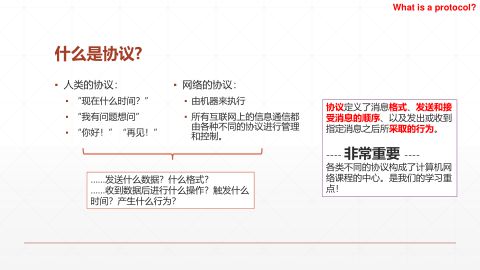 What is a protocol?
什么是协议?
人类的协议：
“现在什么时间？”
“我有问题想问”
“你好！” “再见！”
网络的协议：
由机器来执行
所有互联网上的信息通信都
由各种不同的协议进行管理
和控制。
……发送什么数据？什么格式？
……收到数据后进行什么操作？触发什么
时间？产生什么行为？
协议定义了消息格式、发送和接
受消息的顺序、以及发出或收到
指定消息之后所采取的行为。
---- 非常重要 ----
各类不同的协议构成了计算机网
络课程的中心。是我们的学习重
点！